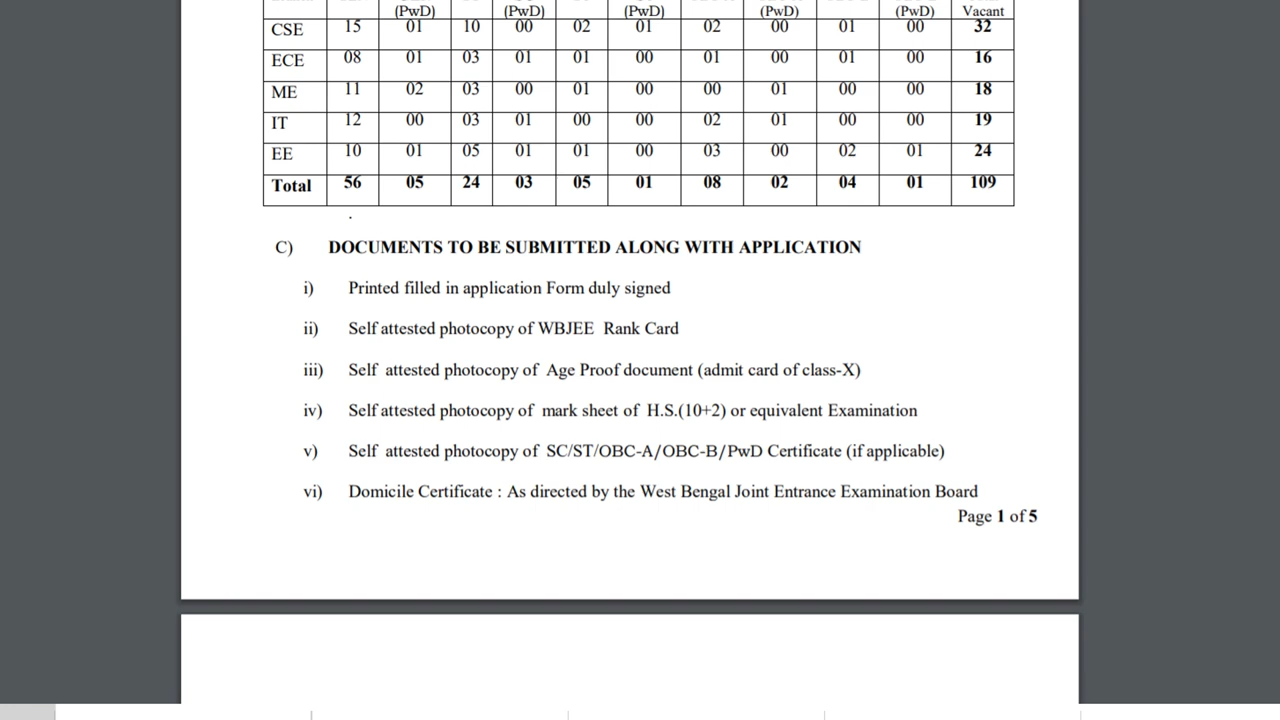 (PwD) (PwD) (PwD) (PwD) (PwD) Vacant
CSE 15 01 10 00 02 01 02 00 01 00 32
ECE 08 01 03 01 01 00 01 00 01 00 16
ME 11 02 03 00 01 00 00 01 00 00 18
IT 12 00 03 01 00 00 02 01 00 00 19
EE 10 01 05 01 01 00 03 00 02 01 24
Total 56 05 24 03 05 01 08 02 04 01 109
C) DOCUMENTS TO BE SUBMITTED ALONG WITH APPLICATION
i) Printed filled in application Form duly signed
ii) Self attested photocopy of WBJEE Rank Card
iii) Self attested photocopy of Age Proof document (admit card of class-X)
iv) Self attested photocopy of mark sheet of H.S.(10+2) or equivalent Examination
v) Self attested photocopy of SC/ST/OBC-A/OBC-B/PwD Certificate (if applicable)
vi) Domicile Certificate : As directed by the West Bengal Joint Entrance Examination Board
Page 1 of 5